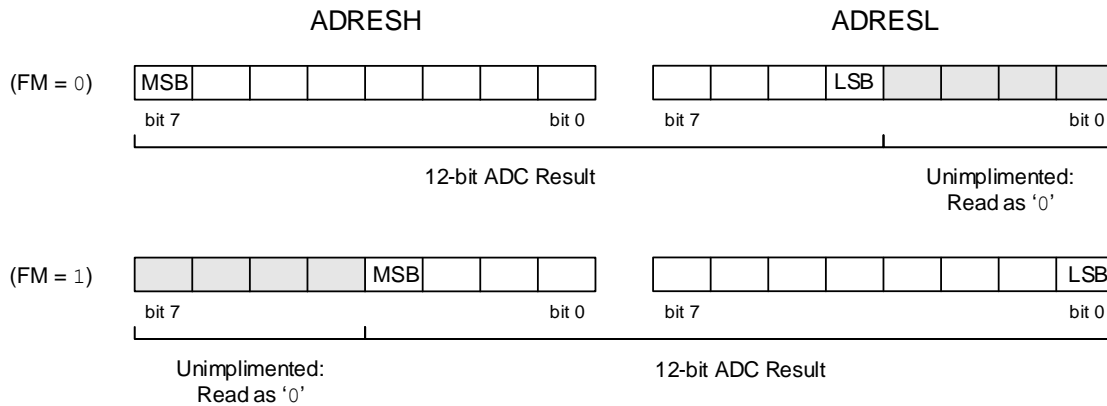 ADRESH ADRESL
(FM = 0) MSB LSB
bit 7 bit 0 bit 7 bit 0
12-bit ADC Result Unimplimented:
Read as ‘0’
(FM = 1) MSB LSB
bit 7 bit 0 bit 7 bit 0
Unimplimented: 12-bit ADC Result
Read as ‘0’